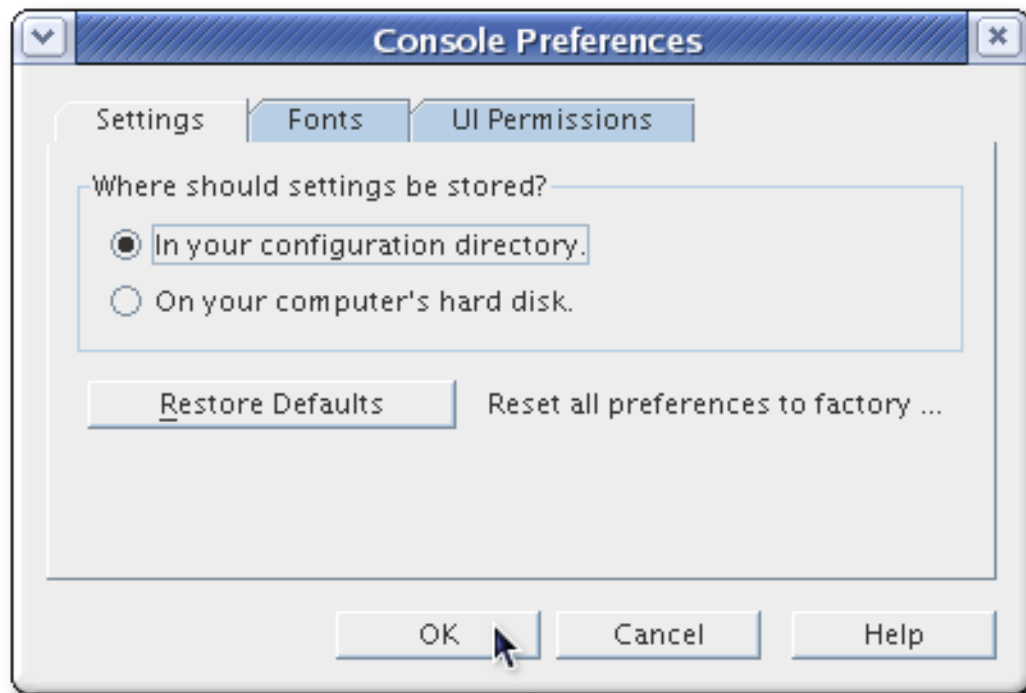 Console Preferences
Settings Fonts UI Permissions
Where should settings be stored?
In your configuration directory.
On your computer's hard disk.
Restore Defaults Reset all preferences to factory ...
OK Cancel Help